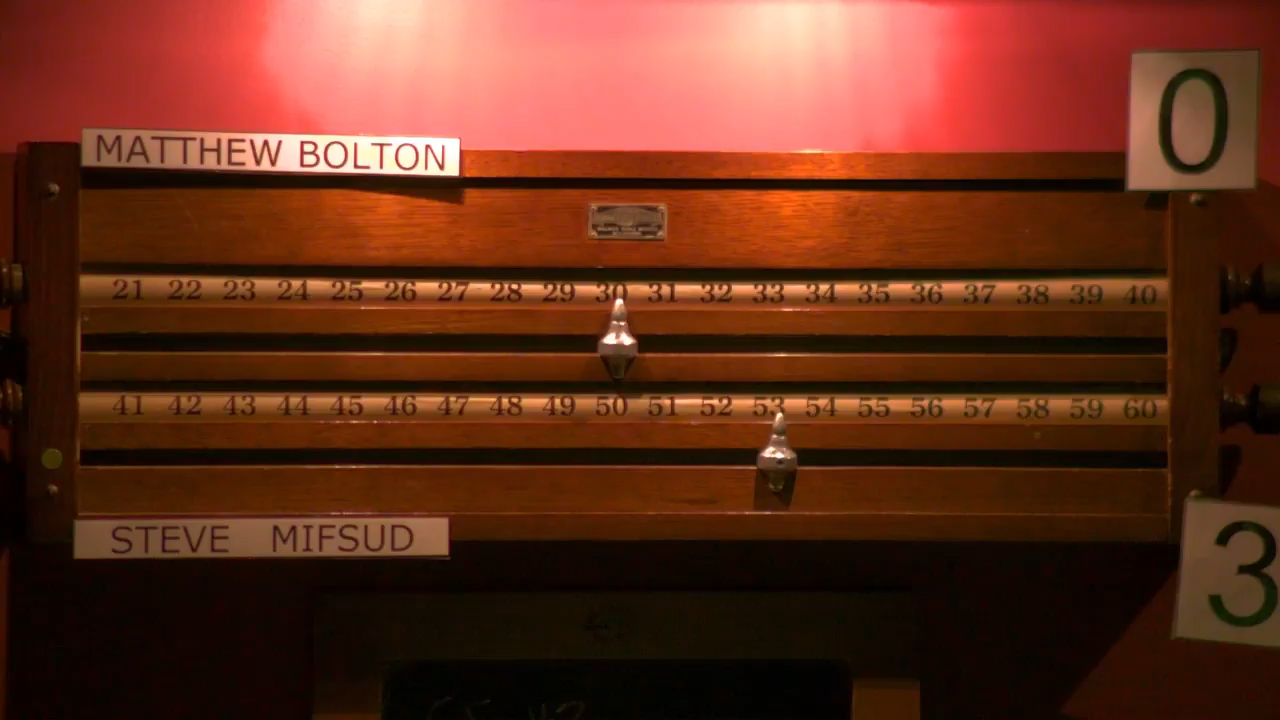 MATTHEW BOLTON
0
21 22 23 24 25 26 27 28 29 30 31 32 33 34 35 36 37 38 39 40
41 42 43 44 45 46 47 48 49 50 51 52 53 54 55 56 57 58 59 60
STEVE MIFSUD
3